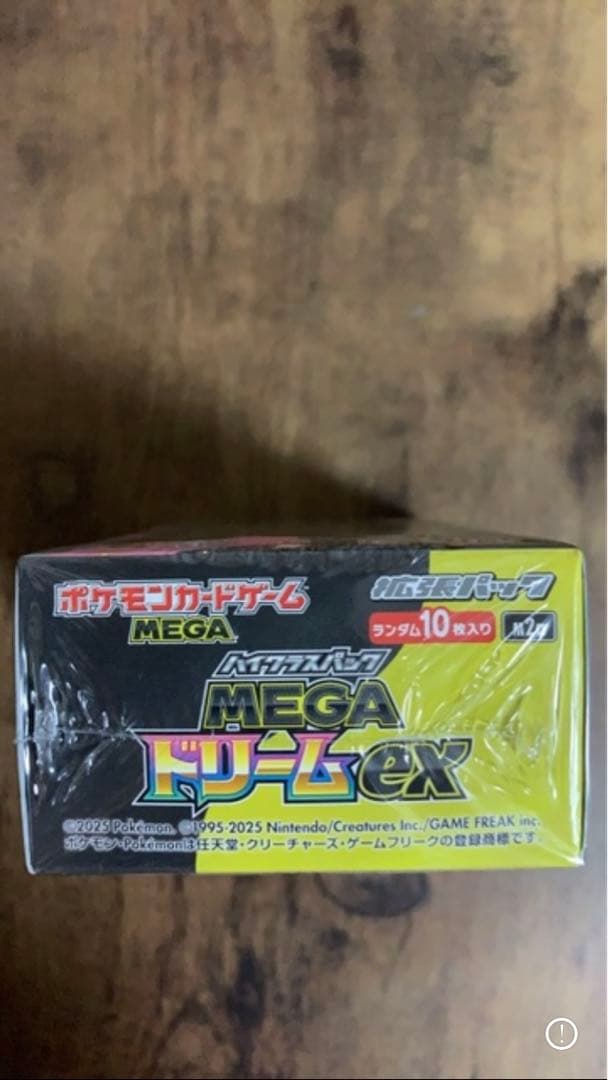 ポケモンカードゲーム
MEGA
拡張パック
ランダム10枚入り
ハイクラスパック
MEGA
ドリームex
©2025 Pokémon. ©1995-2025 Nintendo/Creatures Inc./GAME FREAK inc.
ポケモン・Pokémonは任天堂・クリーチャーズ・ゲームフリークの登録商標です。